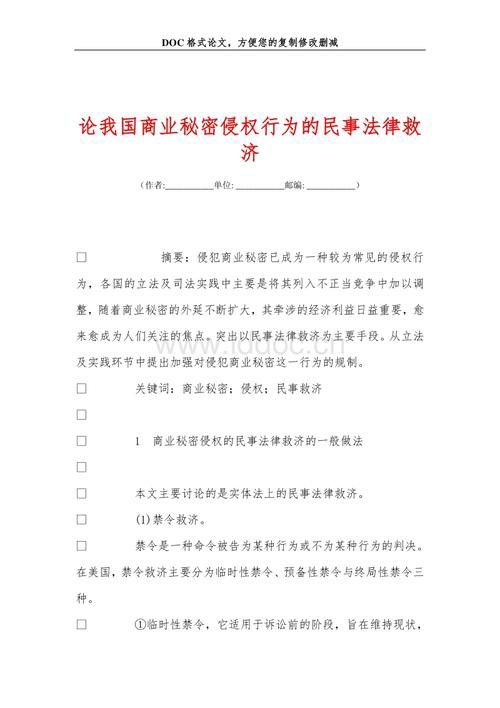 DOC 格式论文，方便您的复制修改删减
论我国商业秘密侵权行为的民事法律救
济
（作者:___________单位: ___________邮编: ___________）
□ 摘要：侵犯商业秘密已成为一种较为常见的侵权行
为，各国的立法及司法实践中主要是将其列入不正当竞争中加以调
整，随着商业秘密的外延不断扩大，其牵涉的经济利益日益重要，愈
来愈成为人们关注的焦点。突出以民事法律救济为主要手段。从立法
及实践环节中提出加强对侵犯商业秘密这一行为的规制。
□ 关键词：商业秘密；侵权；民事救济
□
□ 1 商业秘密侵权的民事法律救济的一般做法
□
□ 本文主要讨论的是实体法上的民事法律救济。
□ (1)禁令救济。
□ 禁令是一种命令被告为某种行为或不为某种行为的判决。
在美国，禁令救济主要分为临时性禁令、预备性禁令与终局性禁令三
种。
□ ①临时性禁令，它适用于诉讼前的阶段，旨在维持现状，